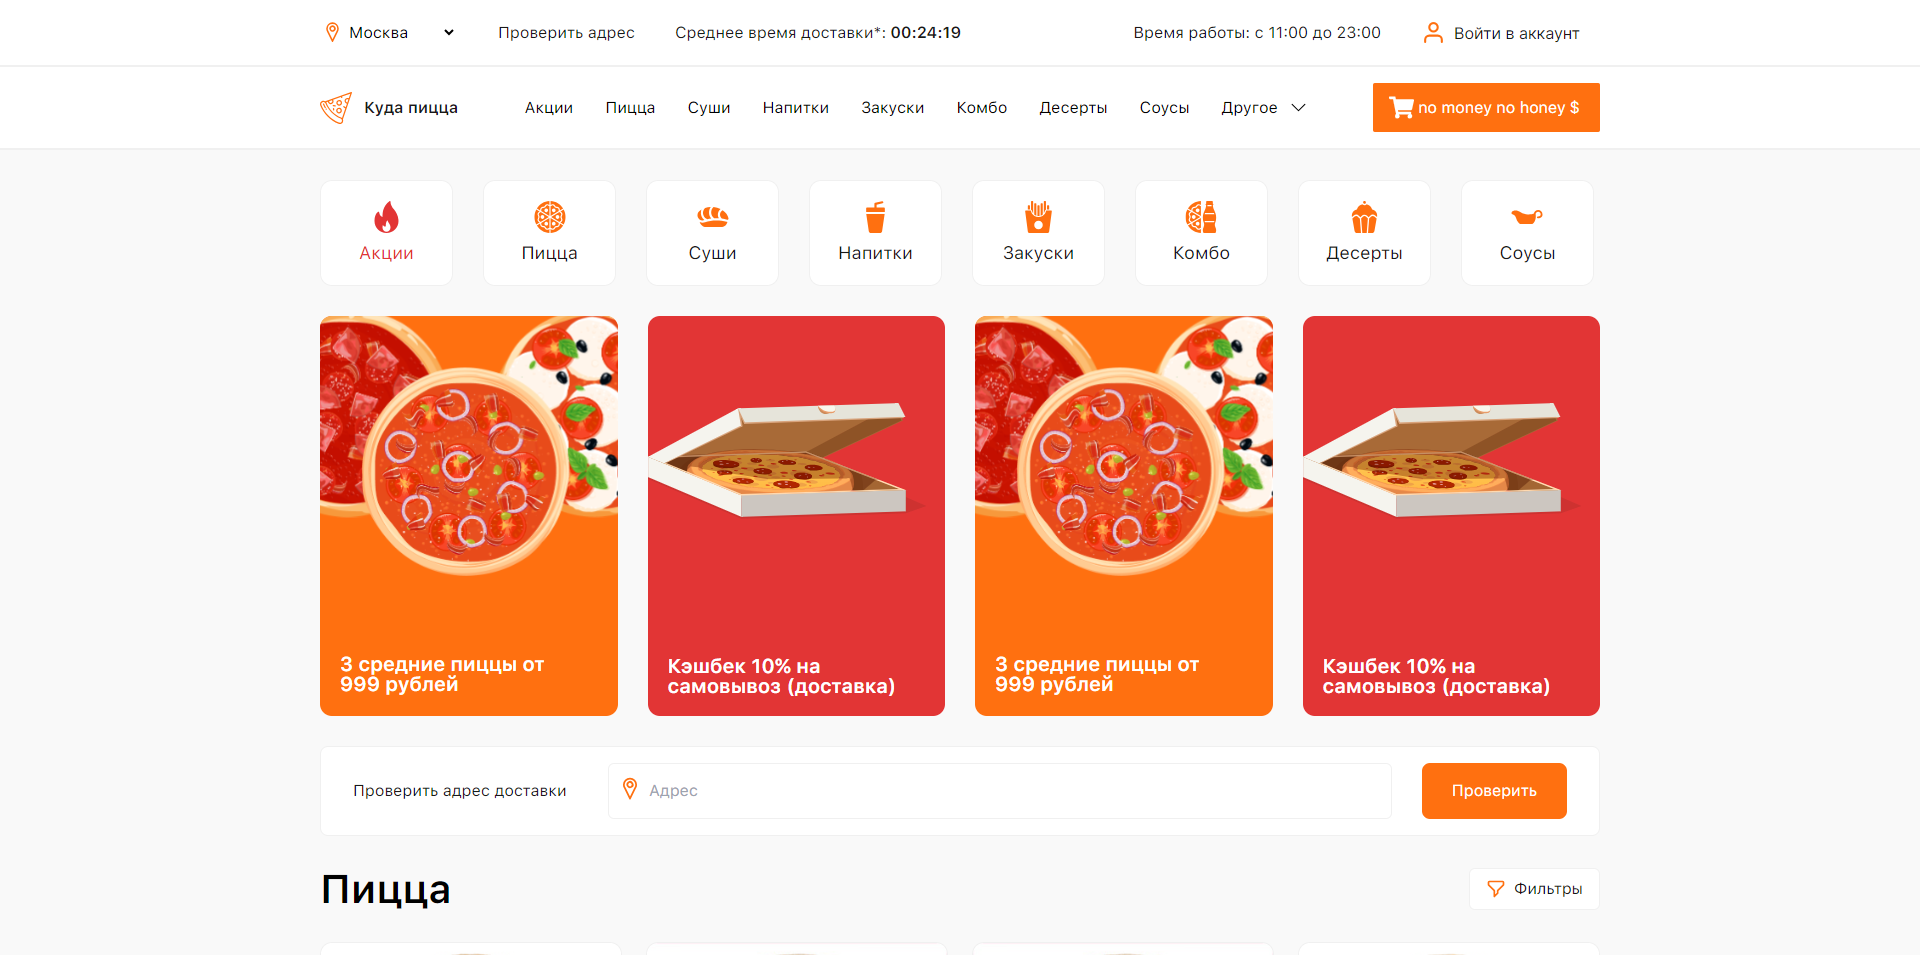 Москва
Проверить адрес
Среднее время доставки*: 00:24:19
Время работы: с 11:00 до 23:00
Войти в аккаунт
Куда пицца
Акции
Пицца
Суши
Напитки
Закуски
Комбо
Десерты
Соусы
Другое
no money no honey $
Акции
Пицца
Суши
Напитки
Закуски
Комбо
Десерты
Соусы
3 средние пиццы от
999 рублей
Кэшбек 10% на
самовывоз (доставка)
3 средние пиццы от
999 рублей
Кэшбек 10% на
самовывоз (доставка)
Проверить адрес доставки
Адрес
Проверить
Пицца
Фильтры